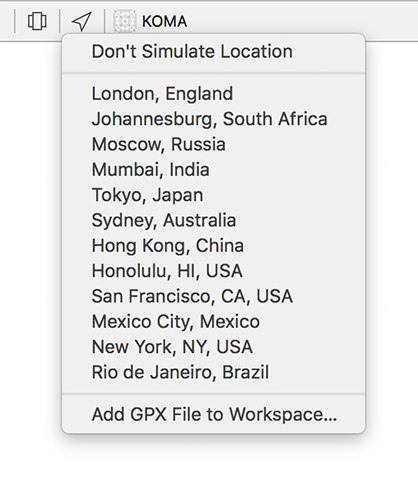 KOMA
Don't Simulate Location
London, England
Johannesburg, South Africa
Moscow, Russia
Mumbai, India
Tokyo, Japan
Sydney, Australia
Hong Kong, China
Honolulu, HI, USA
San Francisco, CA, USA
Mexico City, Mexico
New York, NY, USA
Rio de Janeiro, Brazil
Add GPX File to Workspace...